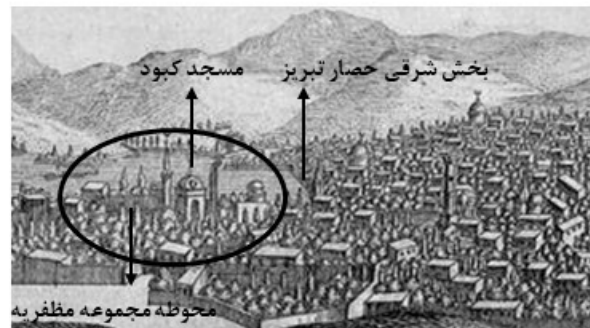 بخش شرقی حصار تبریز
مسجد کبود
محوطه مجموعه مظفریه